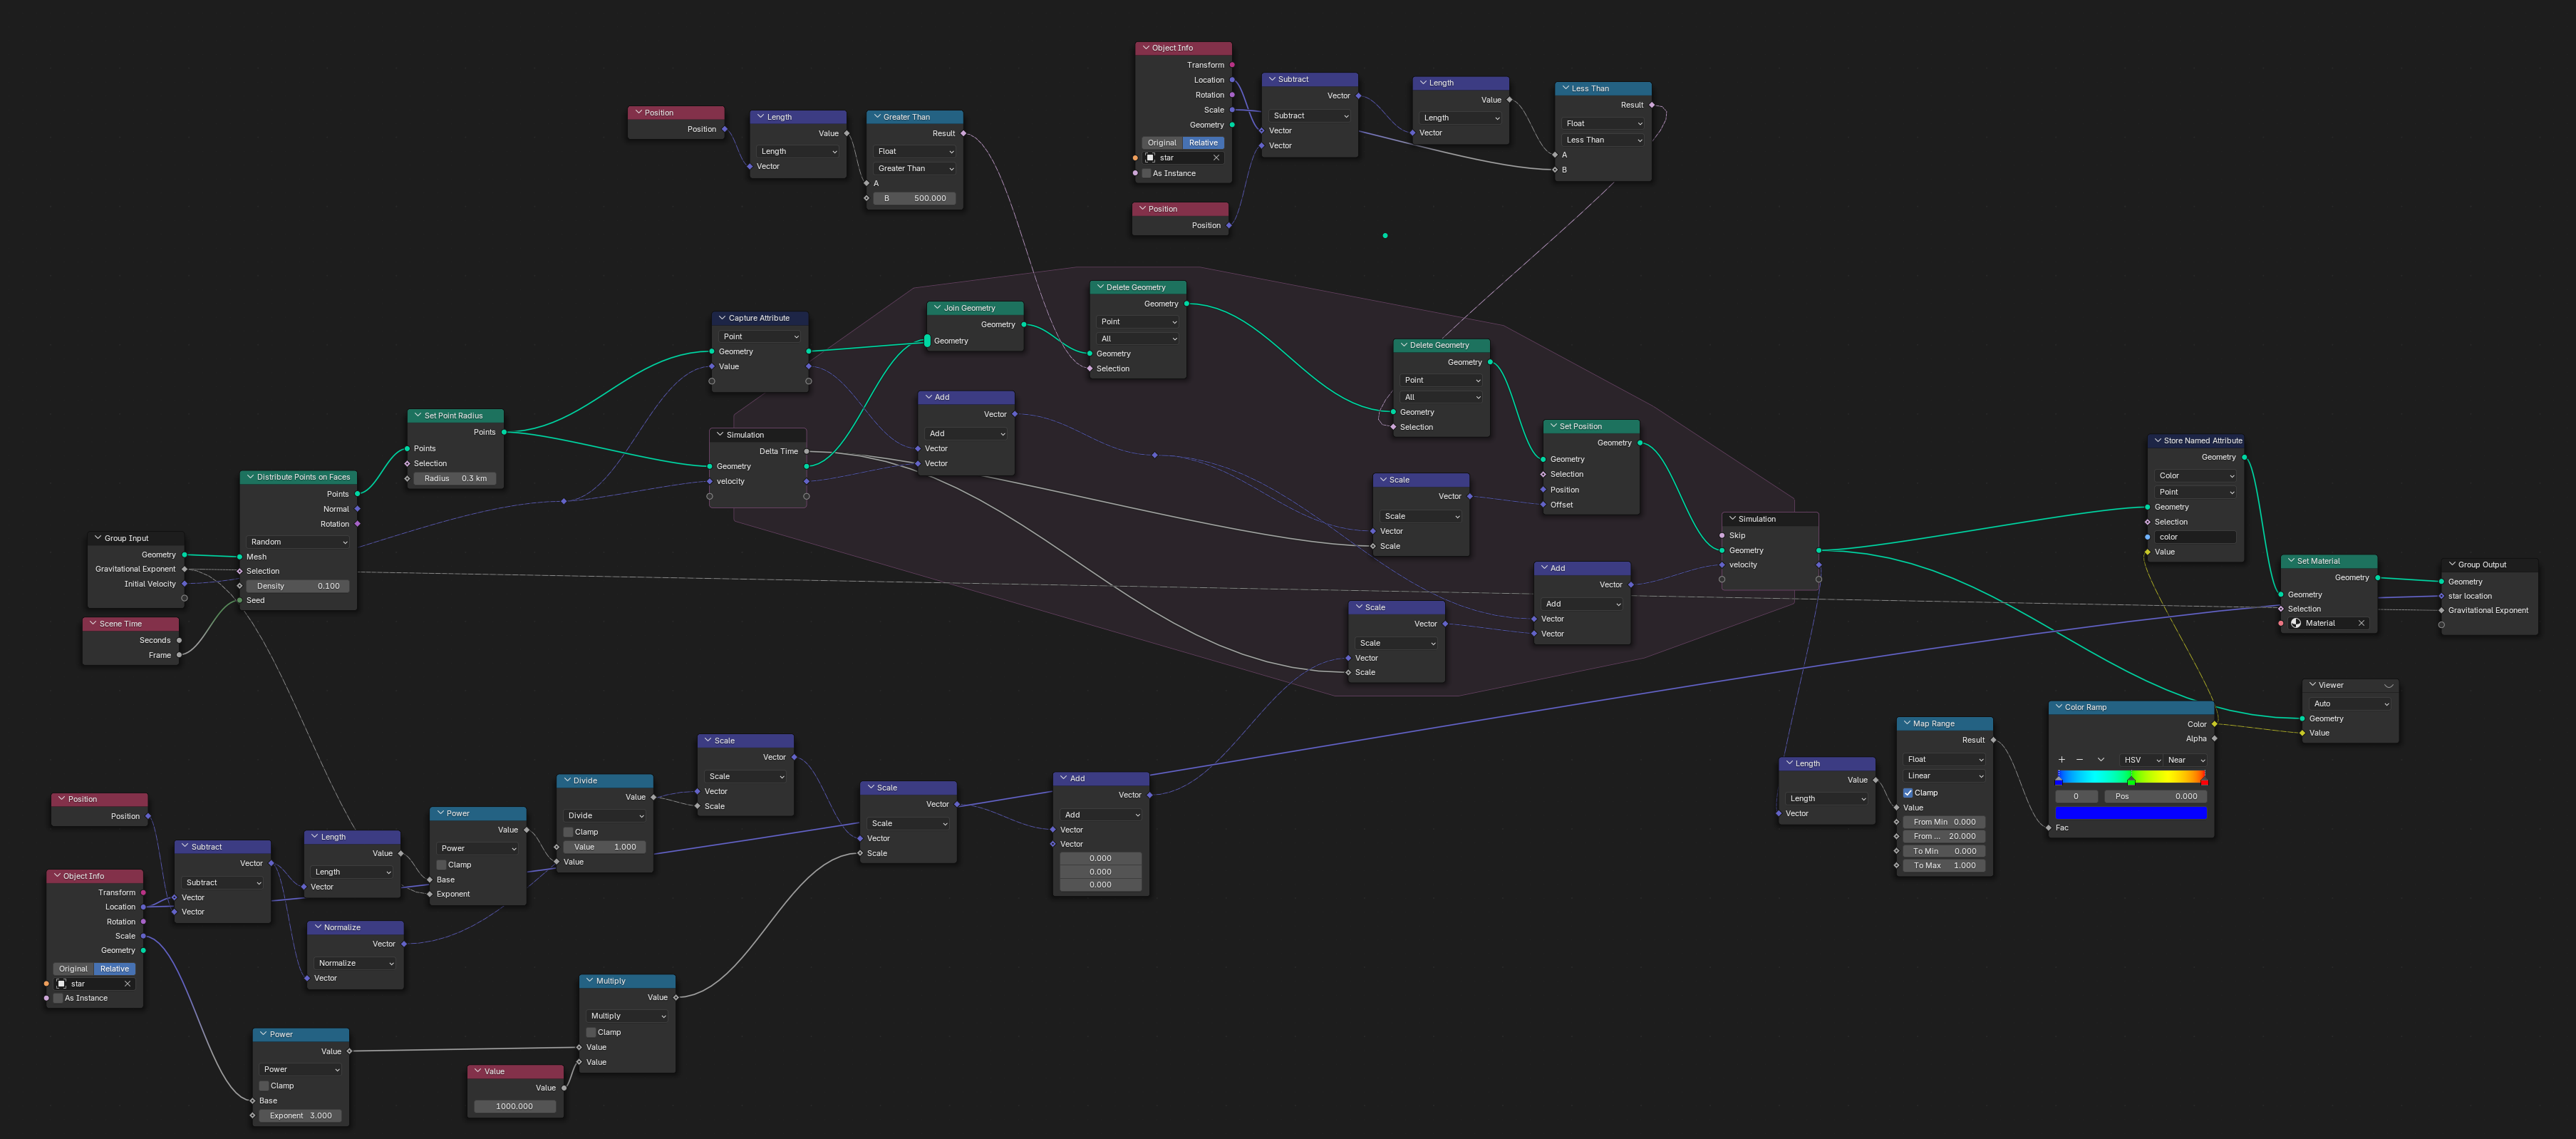 Object Info
Transform
Location
Rotation
Scale
Geometry
Original Relative
star
As Instance
Subtract
Vector
Subtract
Vector
Vector
Length
Value
Length
Vector
Less Than
Result
Float
Less Than
A
B
Position
Position
Position
Position
Length
Value
Length
Vector
Greater Than
Result
Float
Greater Than
A
B 500.000
Capture Attribute
Point
Geometry
Value
Join Geometry
Geometry
Geometry
Delete Geometry
Geometry
Point
All
Geometry
Selection
Delete Geometry
Geometry
Point
All
Geometry
Selection
Add
Vector
Add
Vector
Vector
Simulation
Delta Time
Geometry
velocity
Set Point Radius
Points
Points
Selection
Radius 0.3 km
Distribute Points on Faces
Points
Normal
Rotation
Random
Mesh
Selection
Density 0.100
Seed
Group Input
Geometry
Gravitational Exponent
Initial Velocity
Scene Time
Seconds
Frame
Set Position
Geometry
Geometry
Selection
Position
Offset
Scale
Vector
Scale
Vector
Scale
Simulation
Skip
Geometry
velocity
Add
Vector
Add
Vector
Vector
Scale
Vector
Scale
Vector
Scale
Store Named Attribute
Geometry
Color
Point
Geometry
Selection
color
Value
Set Material
Geometry
Geometry
Selection
Material
Group Output
Geometry
star location
Gravitational Exponent
Viewer
Auto
Geometry
Value
Color Ramp
Color
Alpha
HSV Near
0 Pos 0.000
Fac
Map Range
Result
Float
Linear
Clamp
Value
From Min 0.000
From ... 20.000
To Min 0.000
To Max 1.000
Length
Value
Length
Vector
Position
Position
Object Info
Transform
Location
Rotation
Scale
Geometry
Original Relative
star
As Instance
Subtract
Vector
Subtract
Vector
Vector
Length
Value
Length
Vector
Normalize
Vector
Normalize
Vector
Power
Value
Power
Clamp
Base
Exponent
Divide
Value
Divide
Clamp
Value 1.000
Value
Scale
Vector
Scale
Vector
Scale
Scale
Vector
Scale
Vector
Scale
Add
Vector
Add
Vector
Vector
0.000
0.000
0.000
Multiply
Value
Multiply
Clamp
Value
Value
Power
Value
Power
Clamp
Base
Exponent 3.000
Value
Value
1000.000